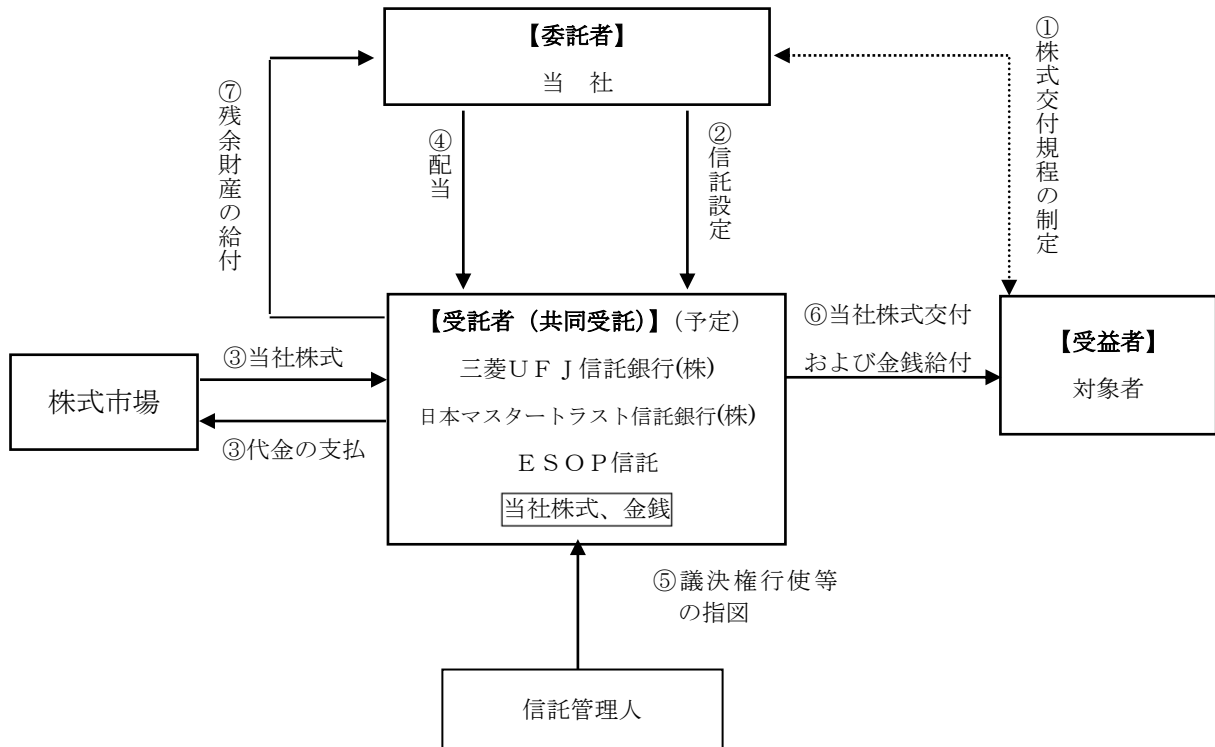 【委託者】
当　社
①株式交付規程の制定
⑦残余財産の給付
④配当
②信託設定
【受託者（共同受託）】（予定）
三菱ＵＦＪ信託銀行(株)
日本マスタートラスト信託銀行(株)
ＥＳＯＰ信託
当社株式、金銭
⑥当社株式交付
および金銭給付
【受益者】
対象者
株式市場
③当社株式
③代金の支払
⑤議決権行使等
の指図
信託管理人